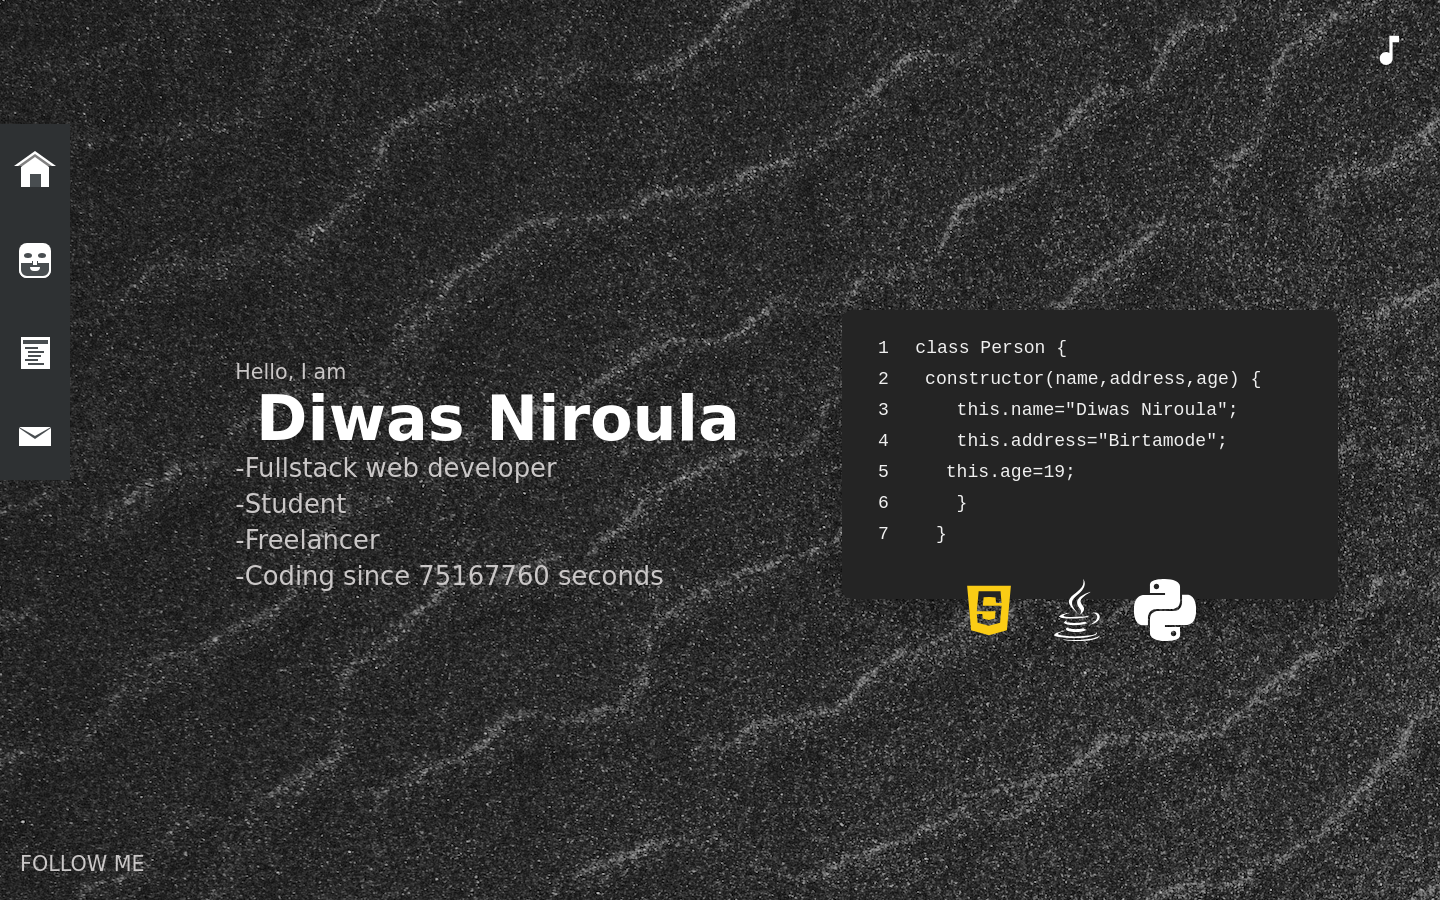 Hello, I am
Diwas Niroula
-Fullstack web developer
-Student
-Freelancer
-Coding since 75167760 seconds
1 class Person {
2 constructor(name,address,age) {
3 this.name="Diwas Niroula";
4 this.address="Birtamode";
5 this.age=19;
6 }
7 }
FOLLOW ME